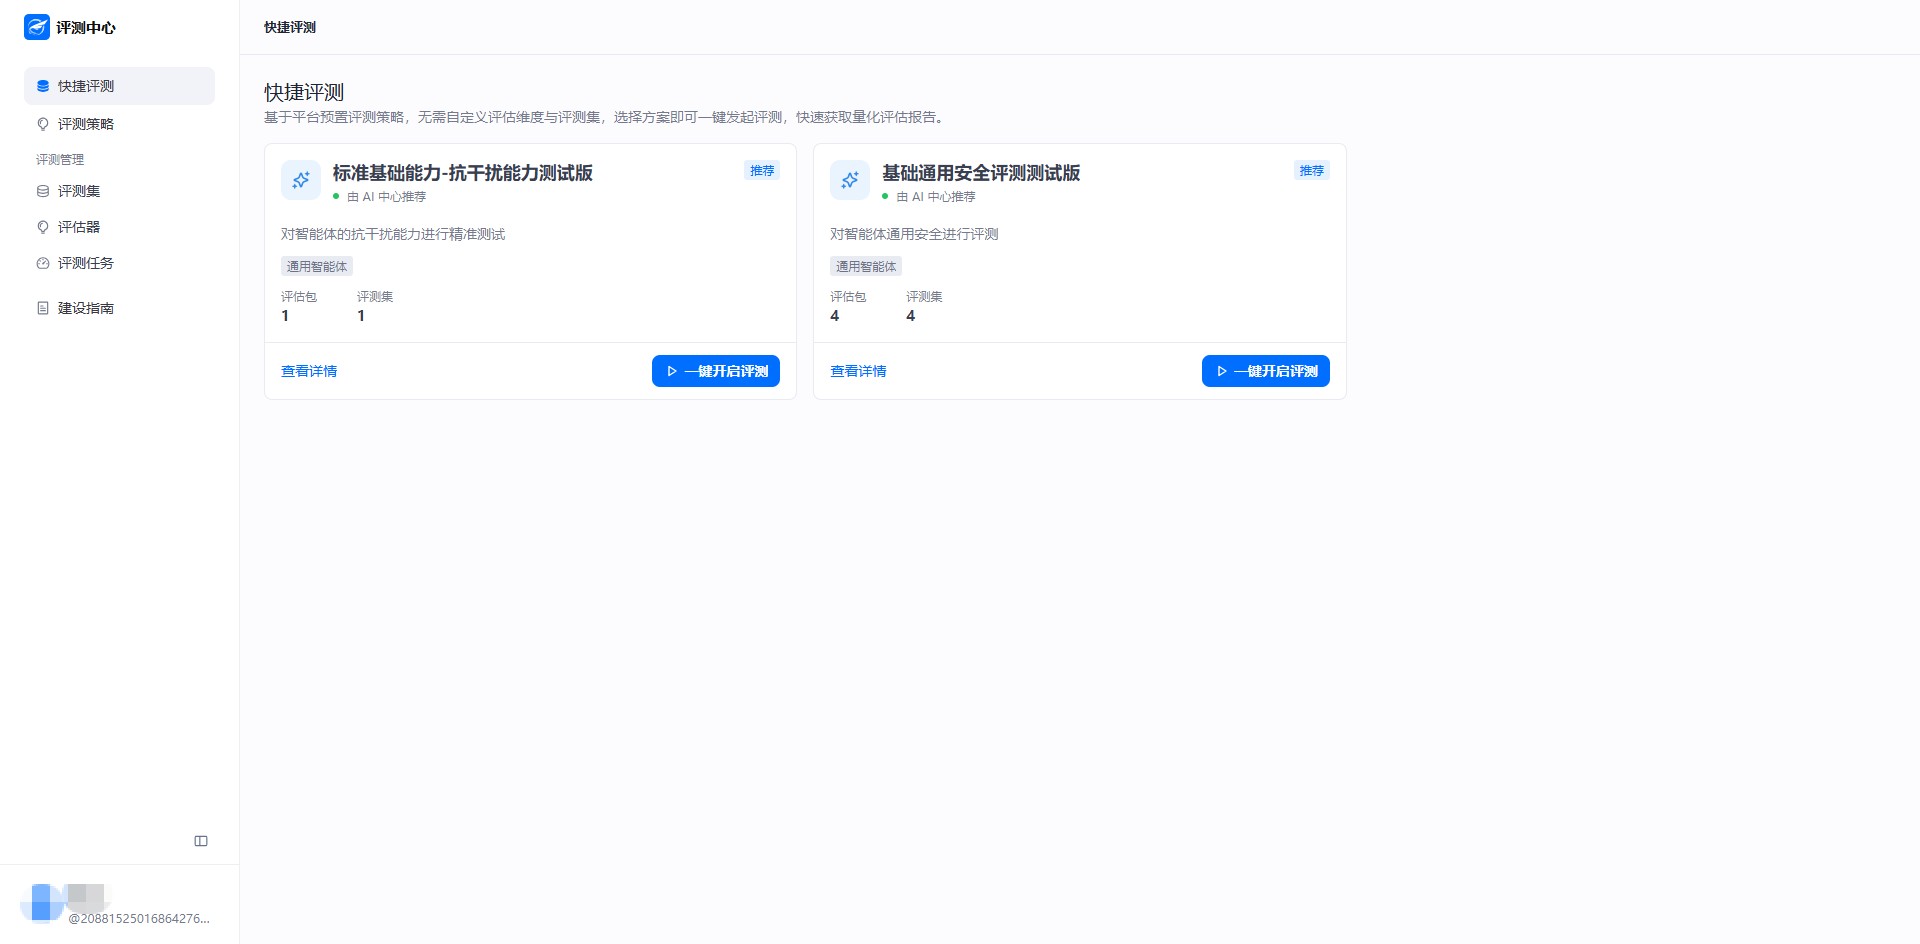 评测中心
快捷评测
评测策略
评测管理
评测集
评估器
评测任务
建设指南
@20881525016864276...
快捷评测
快捷评测
基于平台预置评测策略，无需自定义评估维度与评测集，选择方案即可一键发起评测，快速获取量化评估报告。
标准基础能力-抗干扰能力测试版
推荐
由 AI 中心推荐
对智能体的抗干扰能力进行精准测试
通用智能体
评估包 评测集
1 1
查看详情 一键开启评测
基础通用安全评测测试版
推荐
由 AI 中心推荐
对智能体通用安全进行评测
通用智能体
评估包 评测集
4 4
查看详情 一键开启评测